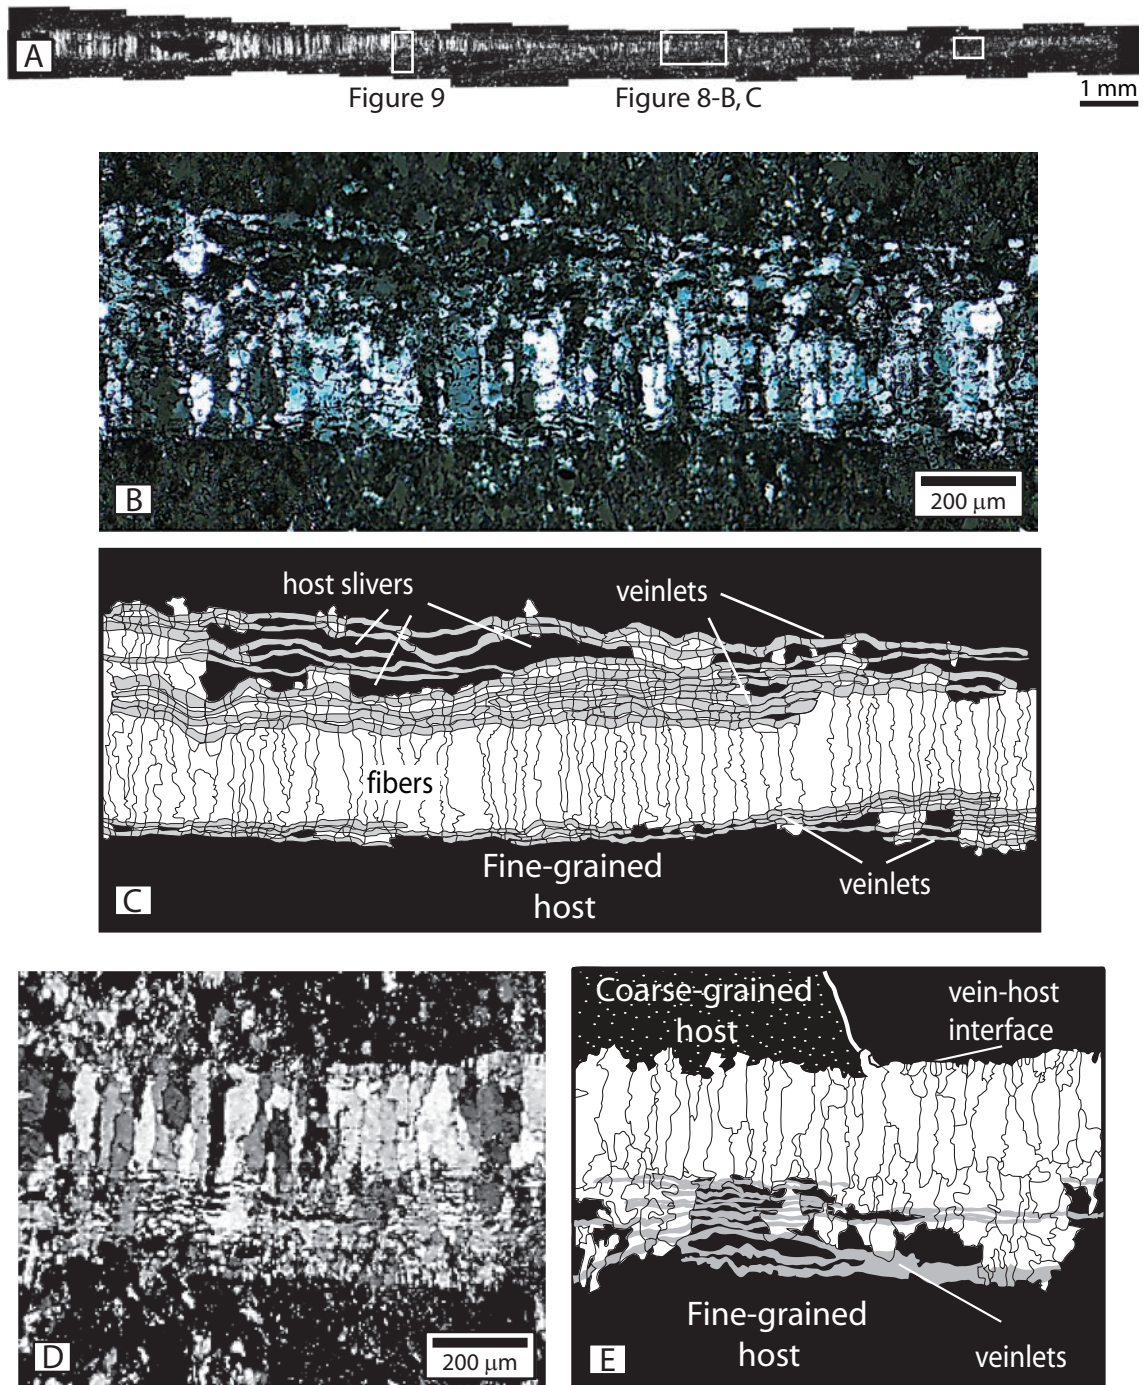 A
Figure 9
Figure 8-B, C
1 mm
B
200 µm
host slivers
veinlets
fibers
Fine-grained
host
veinlets
C
D
200 µm
Coarse-grained
host
vein-host
interface
Fine-grained
host
veinlets
E